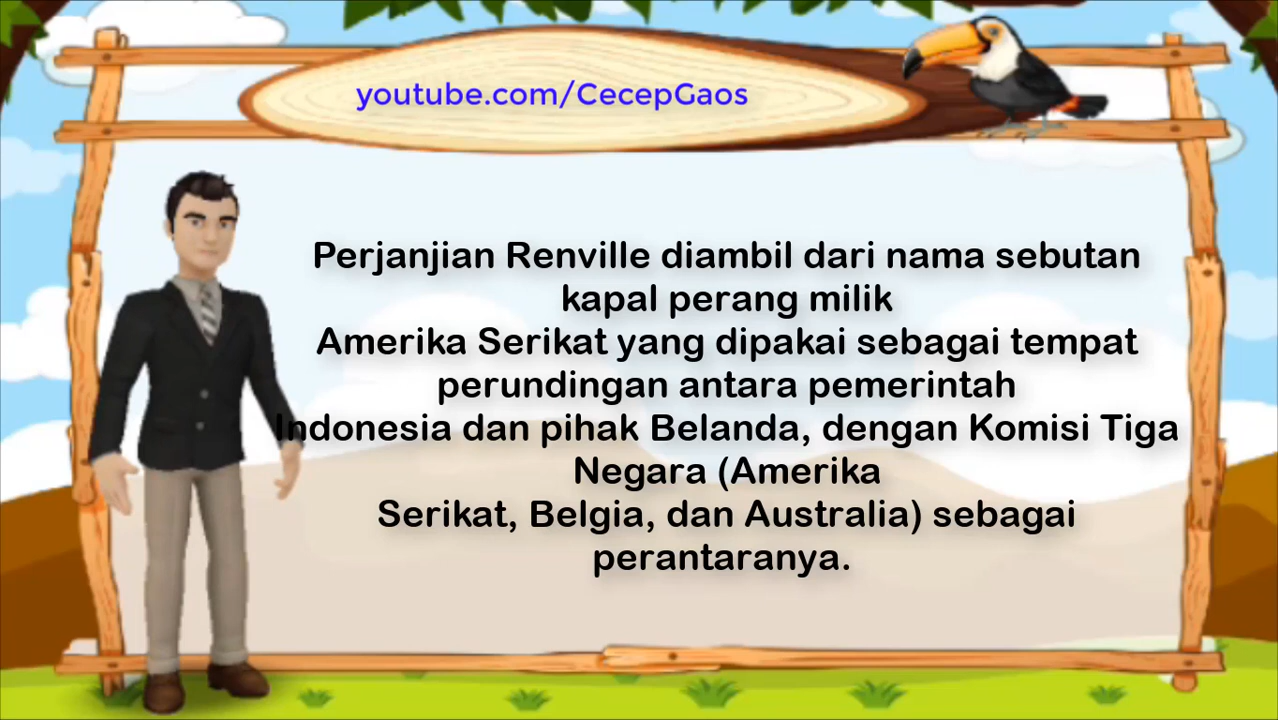 youtube.com/CecepGaos
Perjanjian Renville diambil dari nama sebutan
kapal perang milik
Amerika Serikat yang dipakai sebagai tempat
perundingan antara pemerintah
Indonesia dan pihak Belanda, dengan Komisi Tiga
Negara (Amerika
Serikat, Belgia, dan Australia) sebagai
perantaranya.